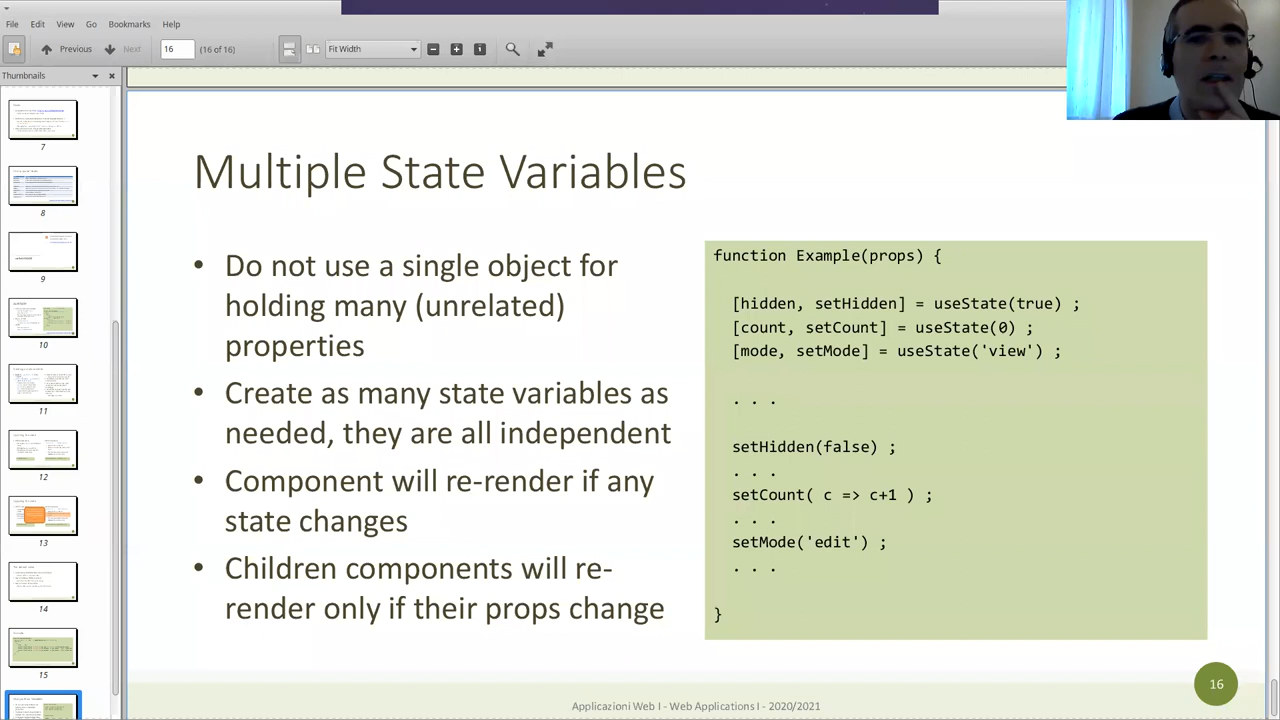 File Edit View Go Bookmarks Help
Previous Next 16 (16 of 16) Fit Width
Thumbnails
7
8
9
10
11
12
13
14
15
Multiple State Variables
• Do not use a single object for
holding many (unrelated)
properties
• Create as many state variables as
needed, they are all independent
• Component will re-render if any
state changes
• Children components will re-
render only if their props change
function Example(props) {
[hidden, setHidden] = useState(true) ;
[count, setCount] = useState(0) ;
[mode, setMode] = useState('view') ;
. . .
setHidden(false) ;
. . .
setCount( c => c+1 ) ;
. . .
setMode('edit') ;
. . .
}
Applicazioni Web I - Web Applications I - 2020/2021
16